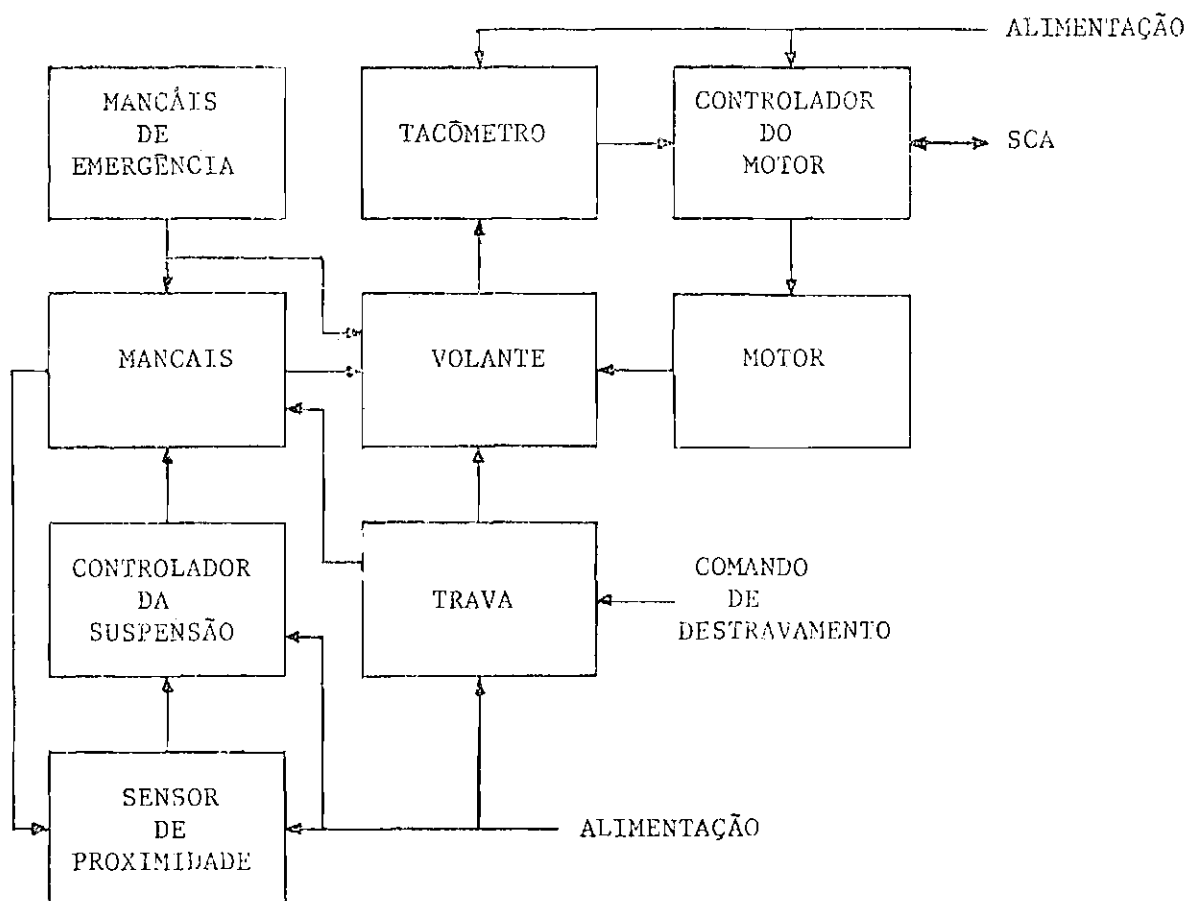 ALIMENTAÇÃO
MANCAIS
DE
EMERGÊNCIA
TACÔMETRO
CONTROLADOR
DO
MOTOR
SCA
MANCAIS
VOLANTE
MOTOR
CONTROLADOR
DA
SUSPENSÃO
TRAVA
COMANDO
DE
DESTRAVAMENTO
SENSOR
DE
PROXIMIDADE
ALIMENTAÇÃO